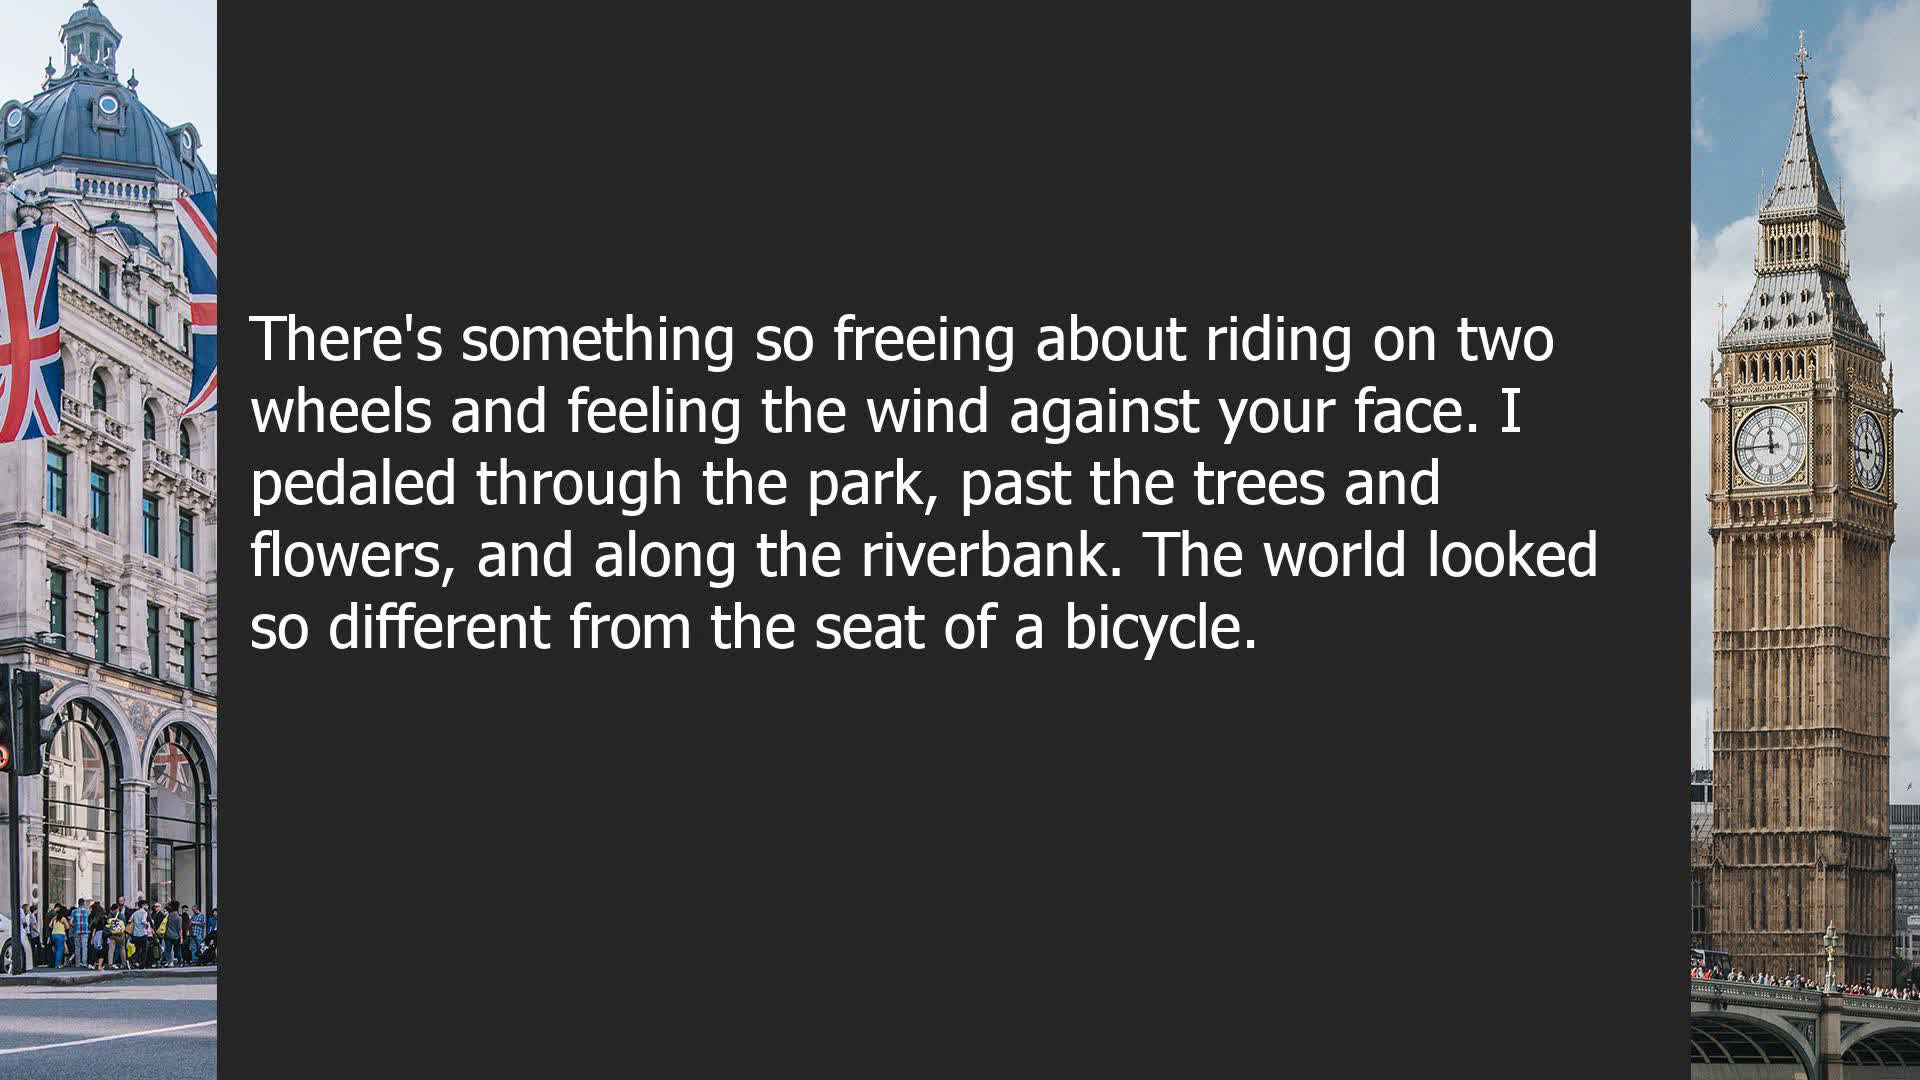 There's something so freeing about riding on two
wheels and feeling the wind against your face. I
pedaled through the park, past the trees and
flowers, and along the riverbank. The world looked
so different from the seat of a bicycle.